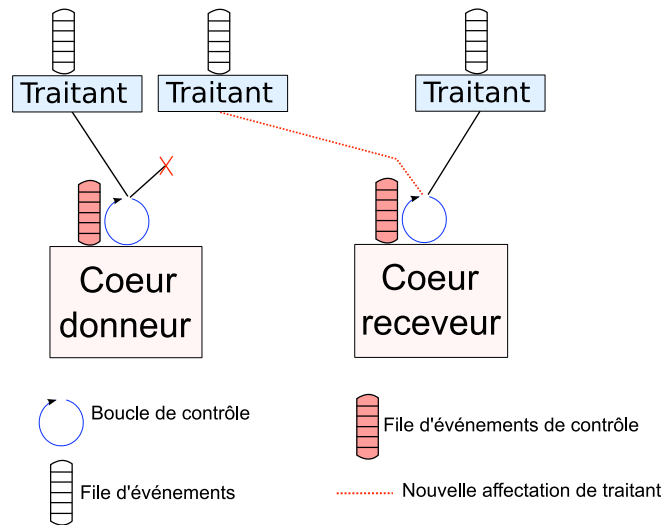 Traitant
Traitant
Traitant
Coeur
donneur
Coeur
receveur
Boucle de contrôle
File d'événements de contrôle
File d'événements
Nouvelle affectation de traitant